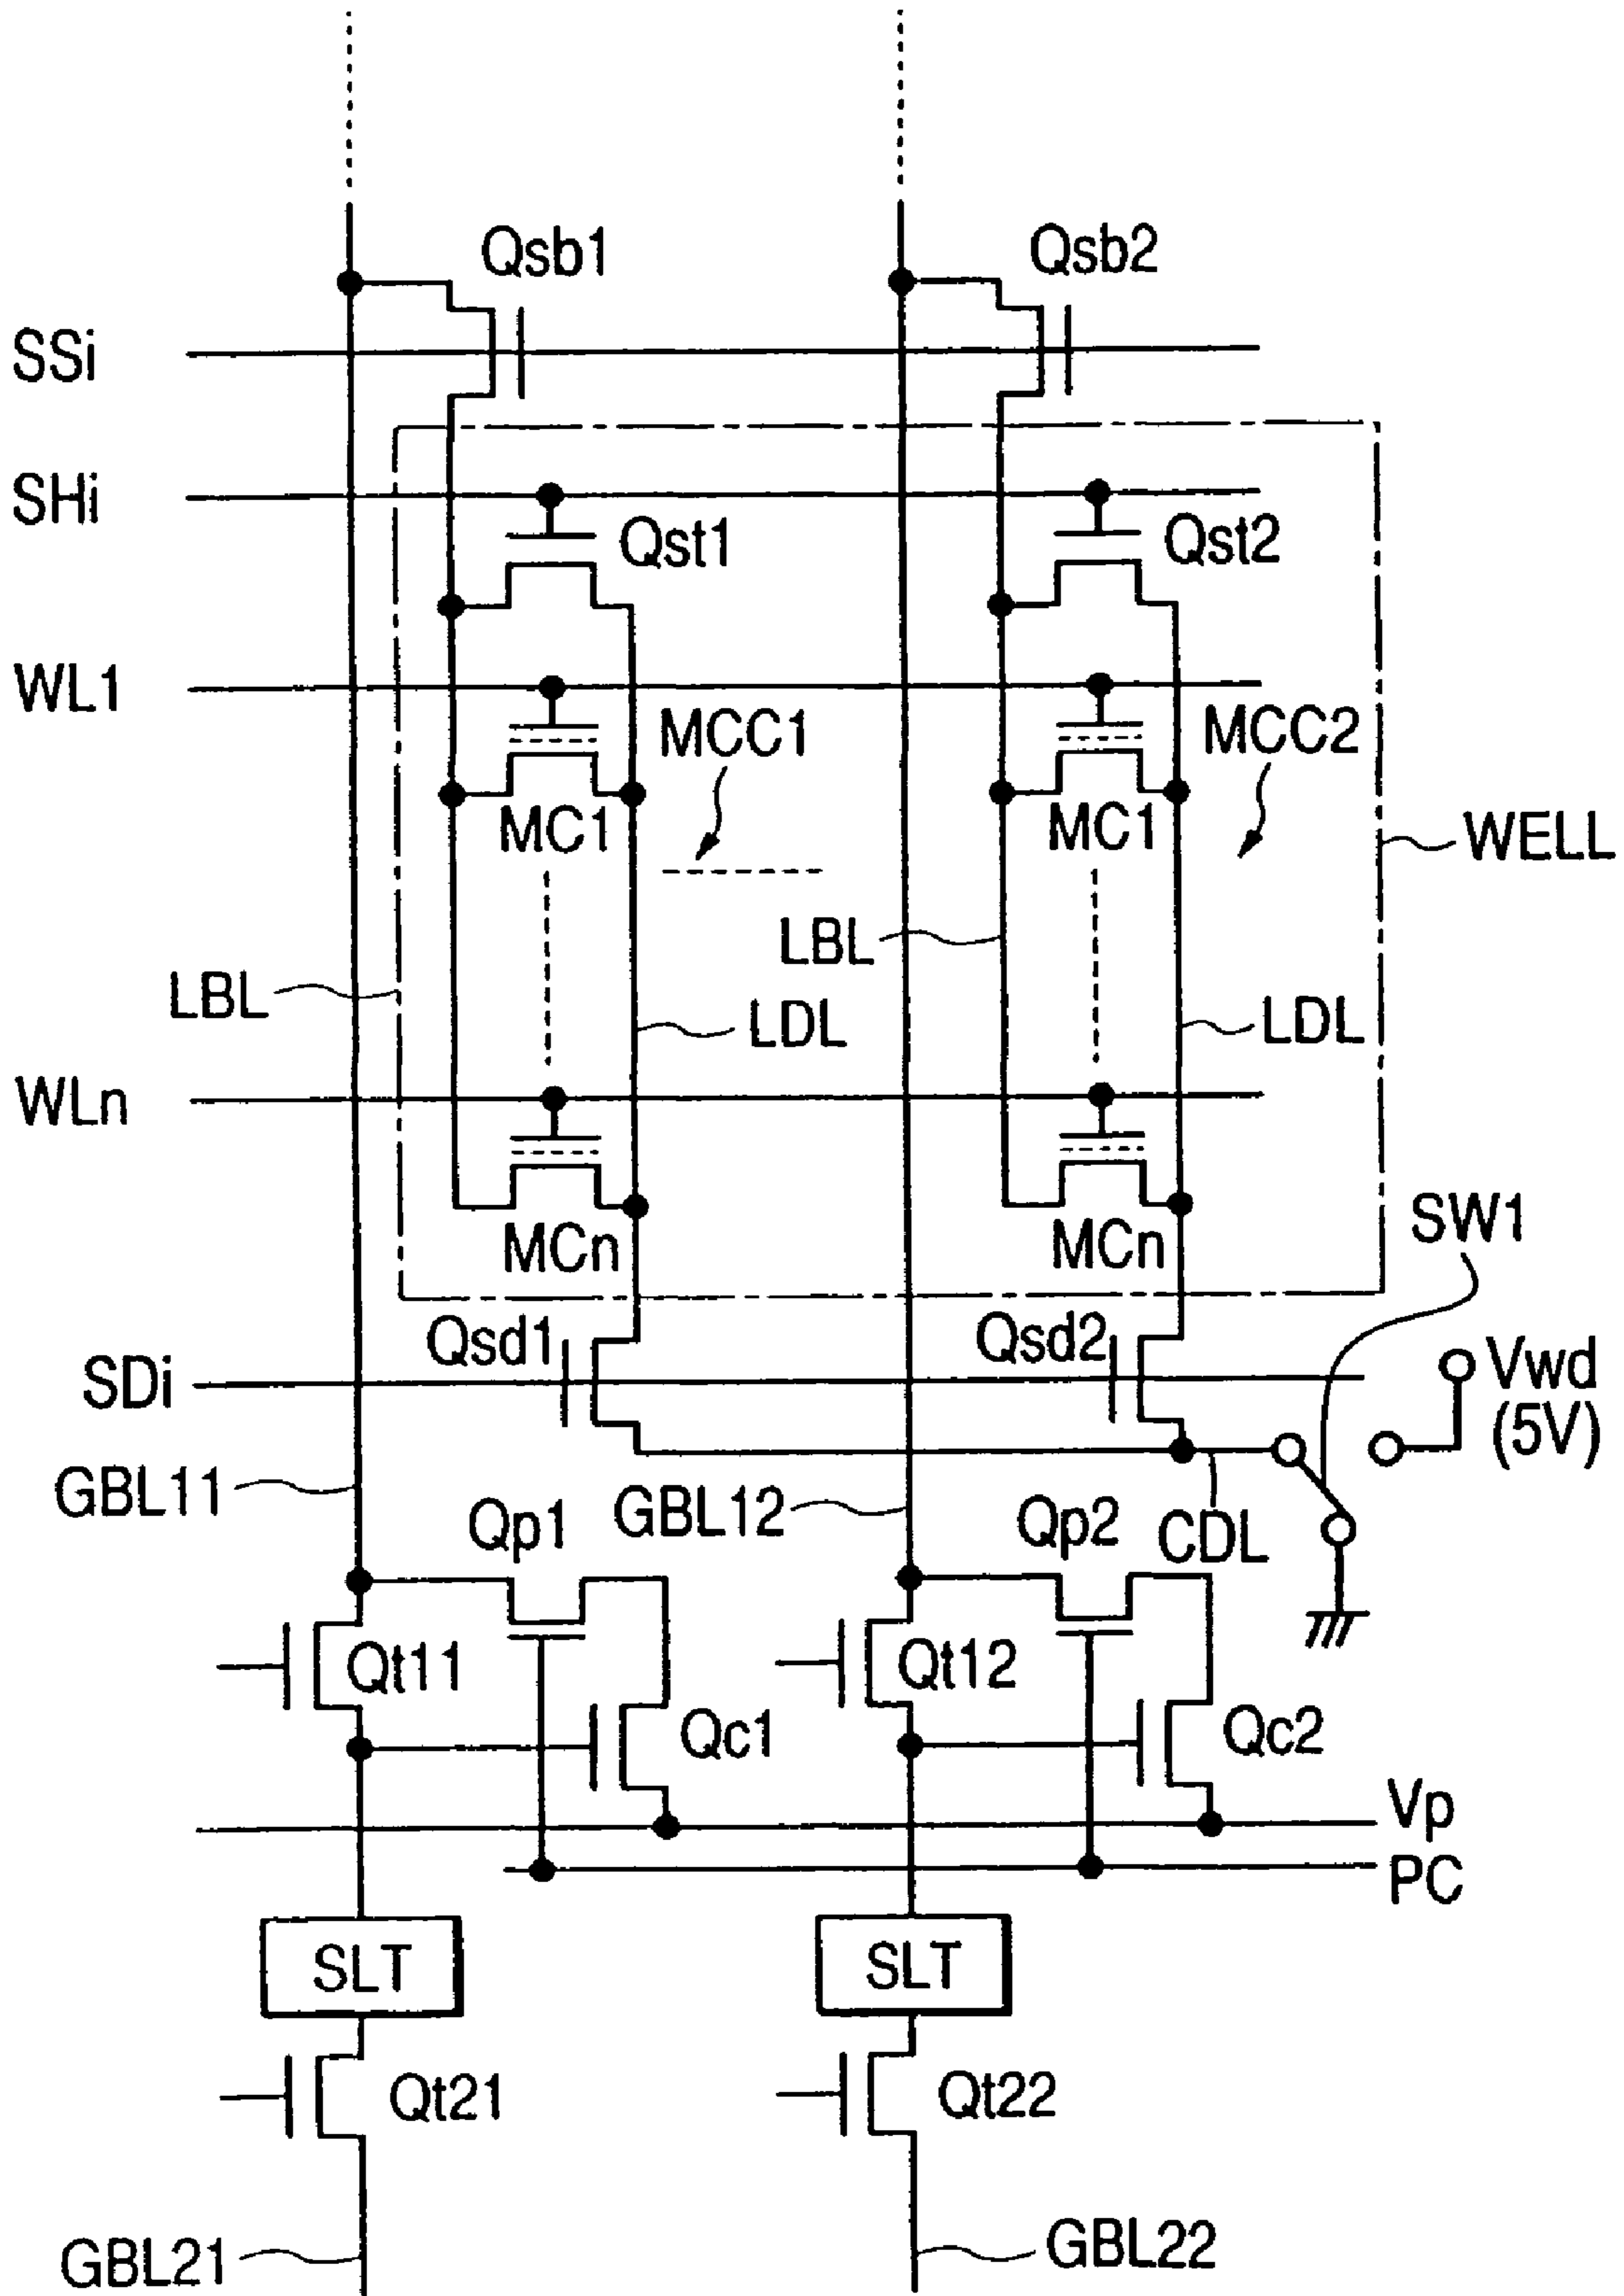 Qsb1
Qsb2
SSi
SHi
Qst1
Qst2
WL1
MCC1
MCC2
MC1
MC1
WELL
LBL
LBL
LDL
LDL
WLn
MCn
MCn
SW1
Qsd1
Qsd2
SDi
Vwd
(5V)
GBL11
Qp1
GBL12
Qp2
CDL
Qt11
Qt12
Qc1
Qc2
Vp
PC
SLT
SLT
Qt21
Qt22
GBL21
GBL22